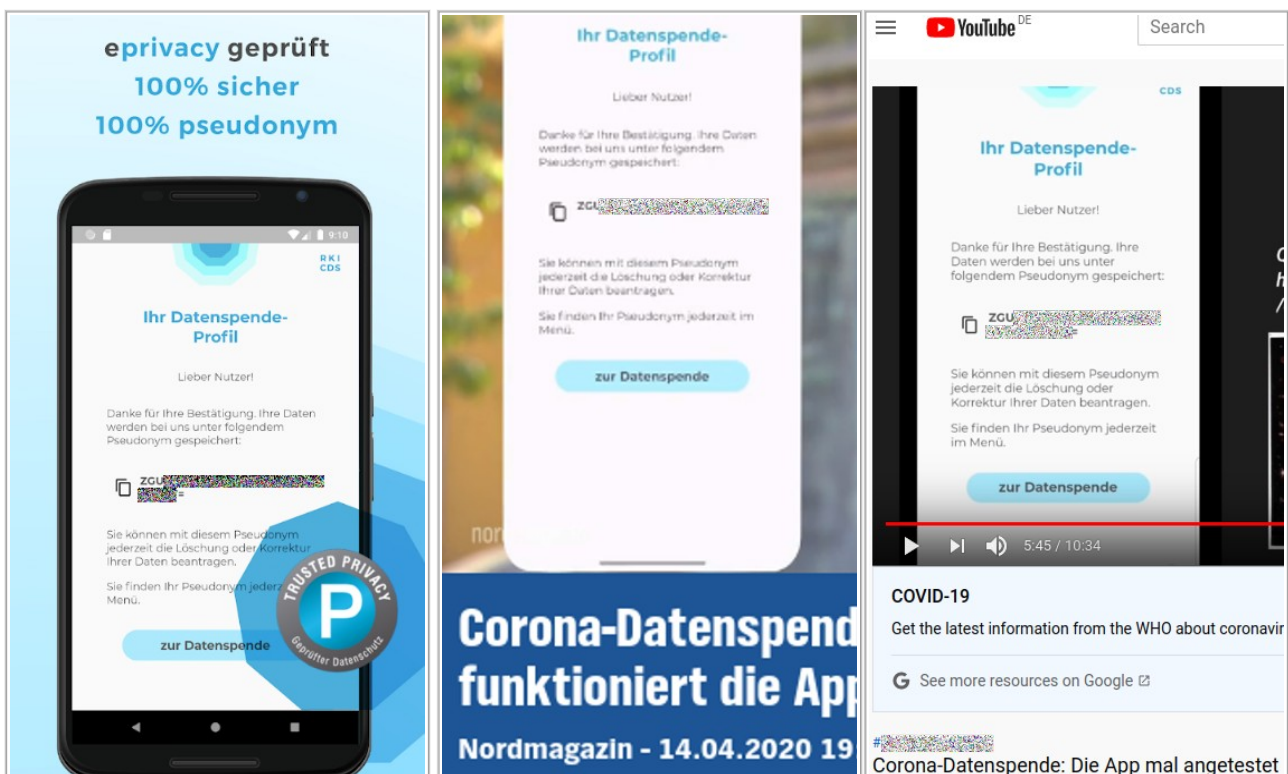 eprivacy geprüft
100% sicher
100% pseudonym
9:10
RKI
CDS
Ihr Datenspende-
Profil
Lieber Nutzer!
Danke für Ihre Bestätigung. Ihre Daten
werden bei uns unter folgendem
Pseudonym gespeichert:
ZGU
=
Sie können mit diesem Pseudonym
jederzeit die Löschung oder Korrektur
Ihrer Daten beantragen.
Sie finden Ihr Pseudonym jederz
Menü.
zur Datenspende
TRUSTED PRIVACY
P
Geprüfter Datenschutz
Ihr Datenspende-
Profil
Lieber Nutzer!
Danke für Ihre Bestätigung. Ihre Daten
werden bei uns unter folgendem
Pseudonym gespeichert:
ZGU
Sie können mit diesem Pseudonym
jederzeit die Löschung oder Korrektur
Ihrer Daten beantragen.
Sie finden Ihr Pseudonym jederzeit im
Menü.
zur Datenspende
Corona-Datenspend
funktioniert die App
Nordmagazin - 14.04.2020 19
YouTube DE
Search
CDS
Ihr Datenspende-
Profil
Lieber Nutzer!
Danke für Ihre Bestätigung. Ihre
Daten werden bei uns unter
folgendem Pseudonym gespeichert:
ZGU
=
Sie können mit diesem Pseudonym
jederzeit die Löschung oder
Korrektur Ihrer Daten beantragen.
Sie finden Ihr Pseudonym jederzeit
im Menü.
zur Datenspende
5:45 / 10:34
COVID-19
Get the latest information from the WHO about coronavir
G See more resources on Google
#
Corona-Datenspende: Die App mal angetestet